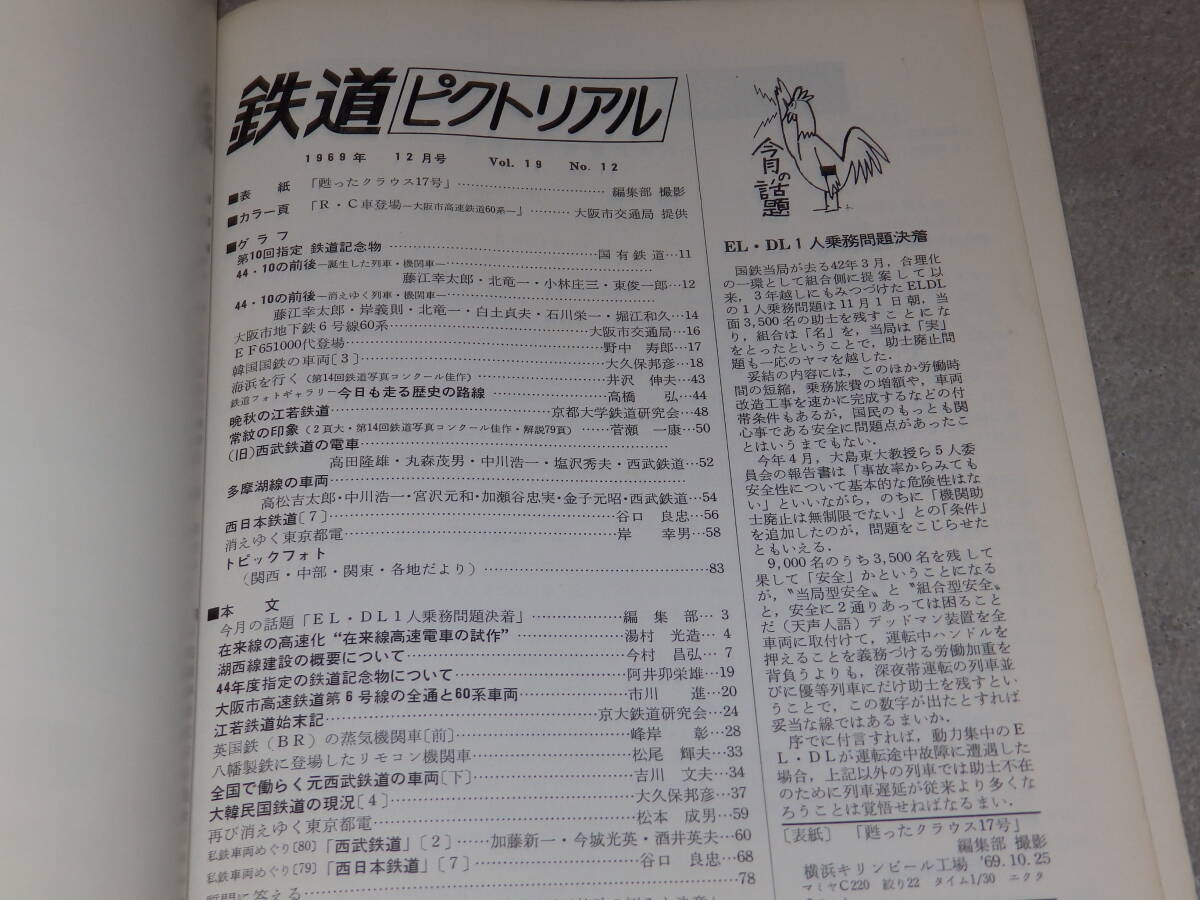 鉄道ピクトリアル
1969年 12月号 Vol. 19 No. 12
■表 紙 「甦ったクラウス17号」…編集部 撮影
■カラー頁 「R・C車登場―大阪市高速鉄道60系―」…大阪市交通局 提供
■グラフ
第10回指定 鉄道記念物…国有鉄道…11
44・10の前後―誕生した列車・機関車―…
藤江幸太郎・北竜一・小林庄三・東俊一郎…12
44・10の前後―消えゆく列車・機関車―…
藤江幸太郎・岸義則・北竜一・白土貞夫・石川栄一・堀江和久…14
大阪市地下鉄6号線60系…大阪市交通局…16
EF651000代登場…野中 寿郎…17
韓国国鉄の車両〔3〕…大久保邦彦…18
海浜を行く(第14回鉄道写真コンクール佳作)…井沢 伸夫…43
鉄道フォトギャラリー今日も走る歴史の路線…高橋 弘…44
晩秋の江若鉄道…京都大学鉄道研究会…48
常紋の印象(2頁大・第14回鉄道写真コンクール佳作・解説79頁)…菅瀬 一康…50
(旧)西武鉄道の電車…
高田隆雄・丸森茂男・中川浩一・塩沢秀夫・西武鉄道…52
多摩湖線の車両…
高松吉太郎・中川浩一・宮沢元和・加瀬谷忠実・金子元昭・西武鉄道…54
西日本鉄道〔7〕…谷口 良忠…56
消えゆく東京都電…岸 幸男…58
トピックフォト
(関西・中部・関東・各地だより)…83
■本 文
今月の話題「EL・DL1人乗務問題決着」…編集部…3
在来線の高速化 “在来線高速電車の試作”…湯村 光造…4
湖西線建設の概要について…今村 昌弘…7
44年度指定の鉄道記念物について…阿井夘栄雄…19
大阪市高速鉄道第6号線の全通と60系車両…市川 進…20
江若鉄道始末記…京大鉄道研究会…24
英国鉄(BR)の蒸気機関車〔前〕…峰岸 彰…28
八幡製鉄に登場したリモコン機関車…松尾 輝夫…33
全国で働らく元西武鉄道の車両〔下〕…吉川 文夫…34
大韓民国鉄道の現況〔4〕…大久保邦彦…37
再び消えゆく東京都電…松本 成男…59
私鉄車両めぐり〔80〕「西武鉄道」〔2〕…加藤新一・今城光英・酒井英夫…60
私鉄車両めぐり〔79〕「西日本鉄道」〔7〕…谷口 良忠…68
質問に答える…78
今月の話題
EL・DL1人乗務問題決着
国鉄当局が去る42年3月,合理化
の一環として組合側に提案して以
来,3年越しにもみつづけたELDL
の1人乗務問題は11月1日朝,当
面3,500名の助士を残すことにな
り,組合は「名」を,当局は「実」
をとったということで,助士廃止問
題も一応のヤマを越した.
妥結の内容には,このほか労働時
間の短縮,乗務旅費の増額や,車両
改造工事を速かに完成するなどの付
帯条件もあるが,国民のもっとも関
心事である安全に問題点があったこ
とはいうまでもない.
今年4月,大島東大教授ら5人委
員会の報告書は「事故率からみても
安全性について基本的な危険性はな
い」といいながら,のちに「機関助
士廃止は無制限でない」との「条件」
を追加したのが,問題をこじらせた
ともいえる.
9,000名のうち3,500名を残して
果して「安全」かということになる
が,〝当局型安全〟と〝組合型安全〟
と,安全に2通りあっては困ること
だ(天声人語)デッドマン装置を全
車両に取付けて,運転中ハンドルを
押えることを義務づける労働加重を
背負うよりも,深夜帯運転の列車並
びに優等列車にだけ助士を残すとい
うことで,この数字が出たとすれば
妥当な線ではあるまいか.
序でに付言すれば,動力集中のE
L・DLが運転途中故障に遭遇した
場合,上記以外の列車では助士不在
のために列車遅延が従来より多くな
ろうことは覚悟せねばなるまい.
〔表紙〕 「甦ったクラウス17号」
編集部 撮影
横浜キリンビール工場 '69.10.25
マミヤC220 絞り22 タイム1/30 ニクタ